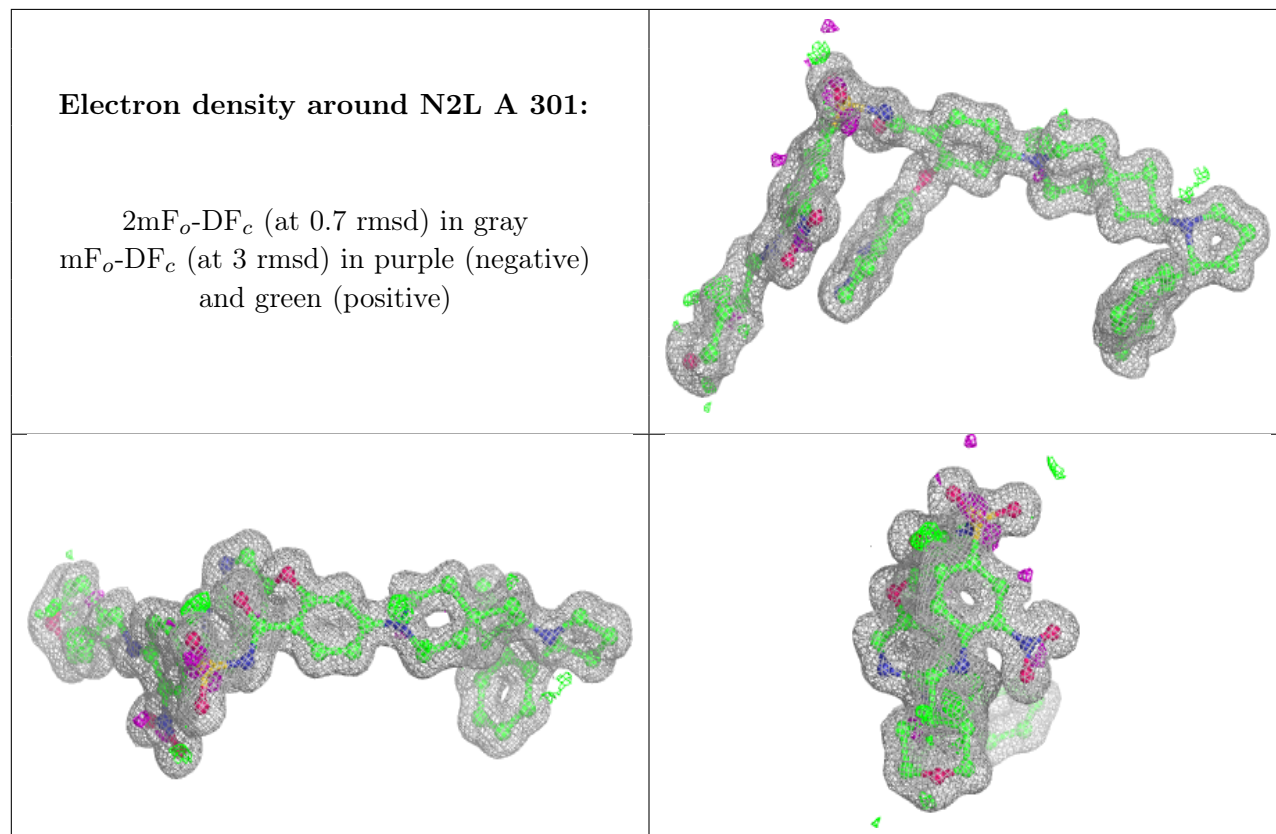 Electron density around N2L A 301:
2mFo-DFc (at 0.7 rmsd) in gray
mFo-DFc (at 3 rmsd) in purple (negative)
and green (positive)